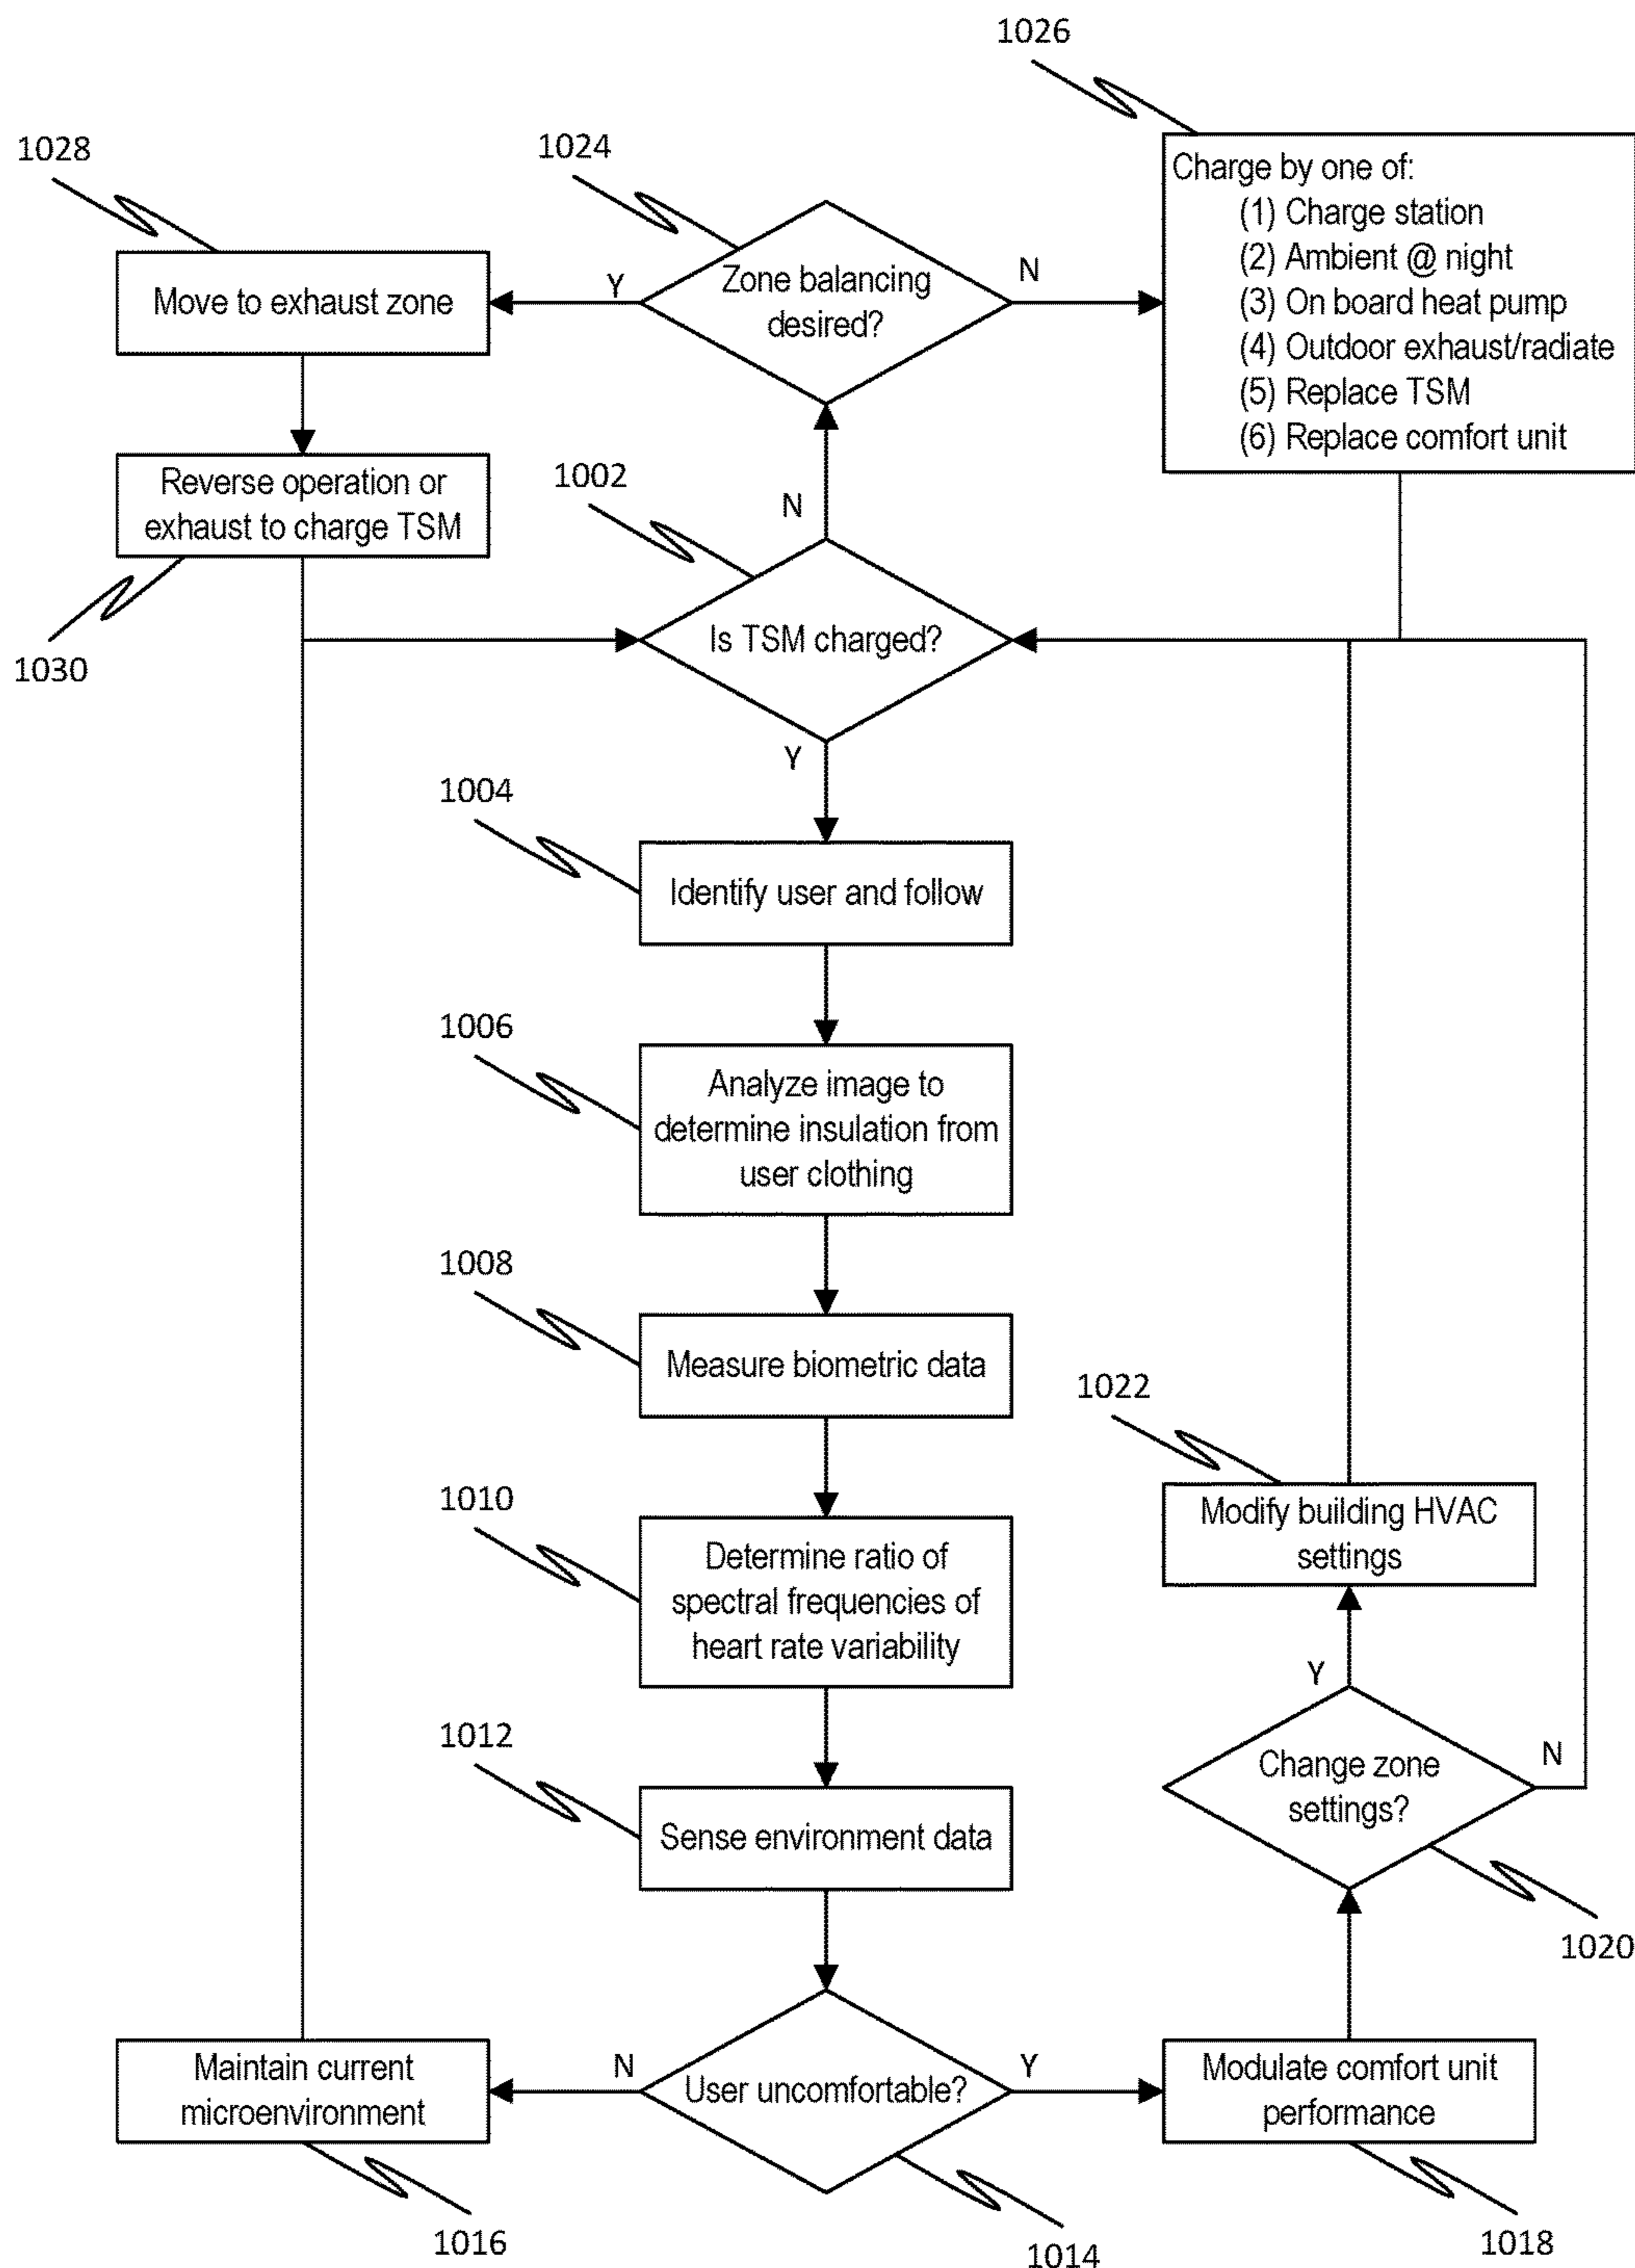 1026
1028
1024
Charge by one of:
(1) Charge station
(2) Ambient @ night
(3) On board heat pump
(4) Outdoor exhaust/radiate
(5) Replace TSM
(6) Replace comfort unit
Move to exhaust zone
Y
Zone balancing
desired?
N
1002
Reverse operation or
exhaust to charge TSM
N
1030
Is TSM charged?
Y
1004
Identify user and follow
1006
Analyze image to
determine insulation from
user clothing
1008
Measure biometric data
1022
1010
Modify building HVAC
settings
Determine ratio of
spectral frequencies of
heart rate variability
Y
1012
Change zone
settings?
N
Sense environment data
1020
Maintain current
microenvironment
N
User uncomfortable?
Y
Modulate comfort unit
performance
1016
1014
1018